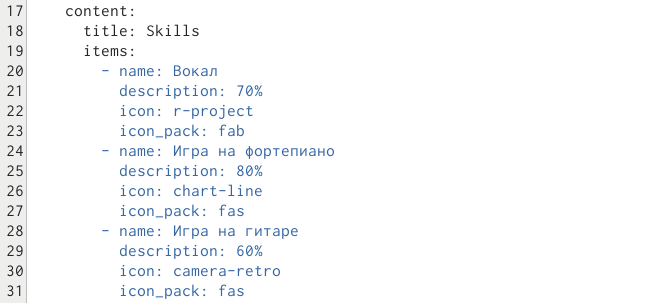 17 content:
18 title: Skills
19 items:
20 - name: Вокал
21 description: 70%
22 icon: r-project
23 icon_pack: fab
24 - name: Игра на фортепиано
25 description: 80%
26 icon: chart-line
27 icon_pack: fas
28 - name: Игра на гитаре
29 description: 60%
30 icon: camera-retro
31 icon_pack: fas